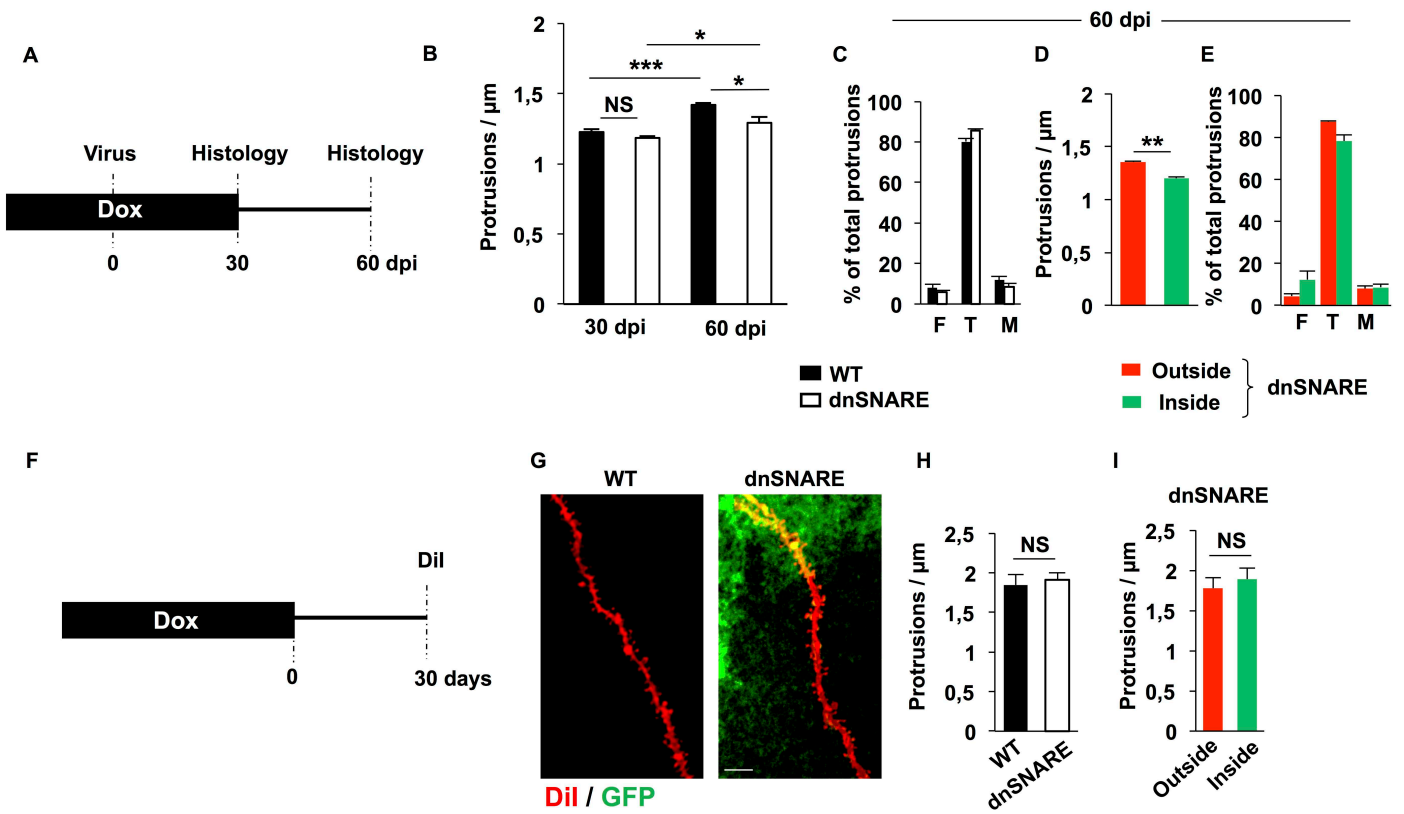 A
Virus
Histology
Histology
Dox
0
30
60 dpi
B
Protrusions / µm
2
1,5
1
0,5
0
NS
***
*
*
30 dpi
60 dpi
60 dpi
C
% of total protrusions
100
80
60
40
20
0
F
T
M
WT
dnSNARE
D
Protrusions / µm
2
1,5
1
0,5
0
**
E
% of total protrusions
100
80
60
40
20
0
F
T
M
Outside
Inside
dnSNARE
F
Dox
DiI
0
30 days
G
WT
dnSNARE
DiI / GFP
H
Protrusions / µm
2,5
2
1,5
1
0,5
0
NS
WT
dnSNARE
I
dnSNARE
Protrusions / µm
2,5
2
1,5
1
0,5
0
NS
Outside
Inside